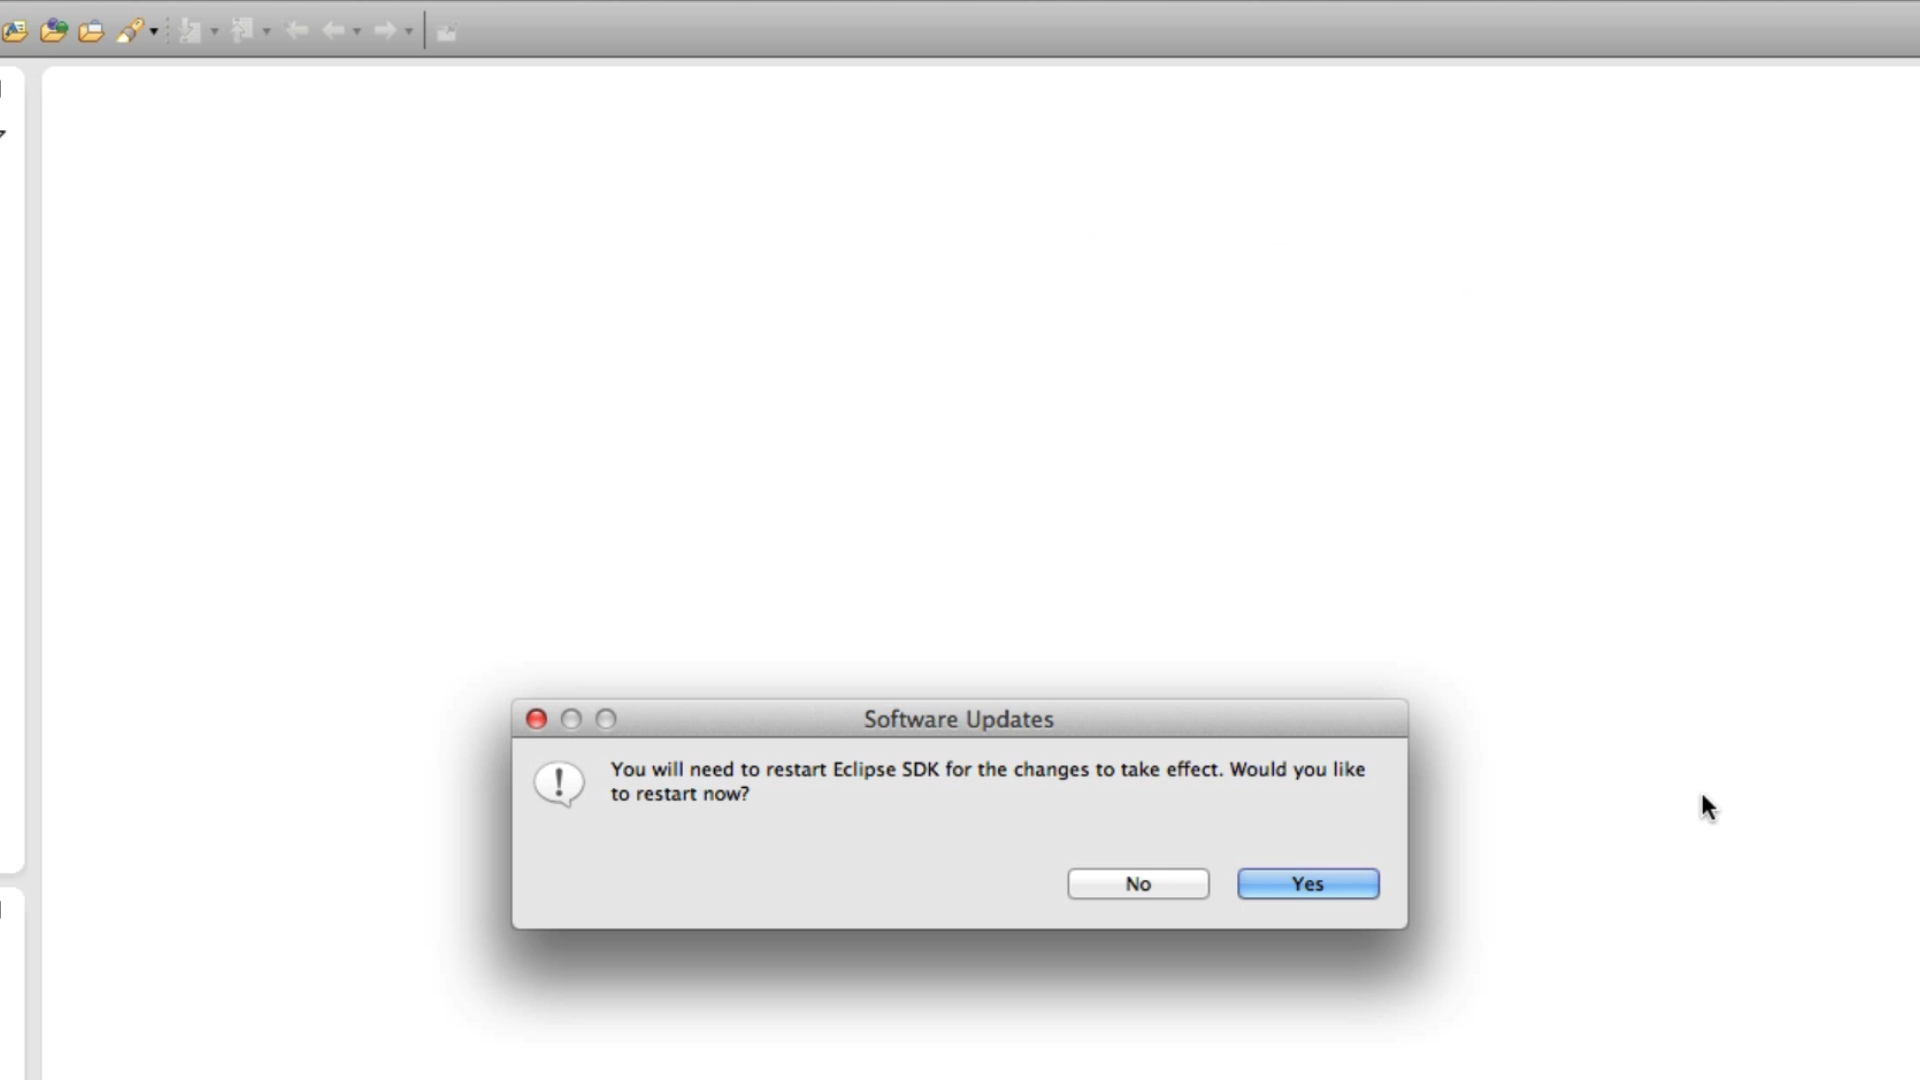 Software Updates
You will need to restart Eclipse SDK for the changes to take effect. Would you like
to restart now?
No
Yes